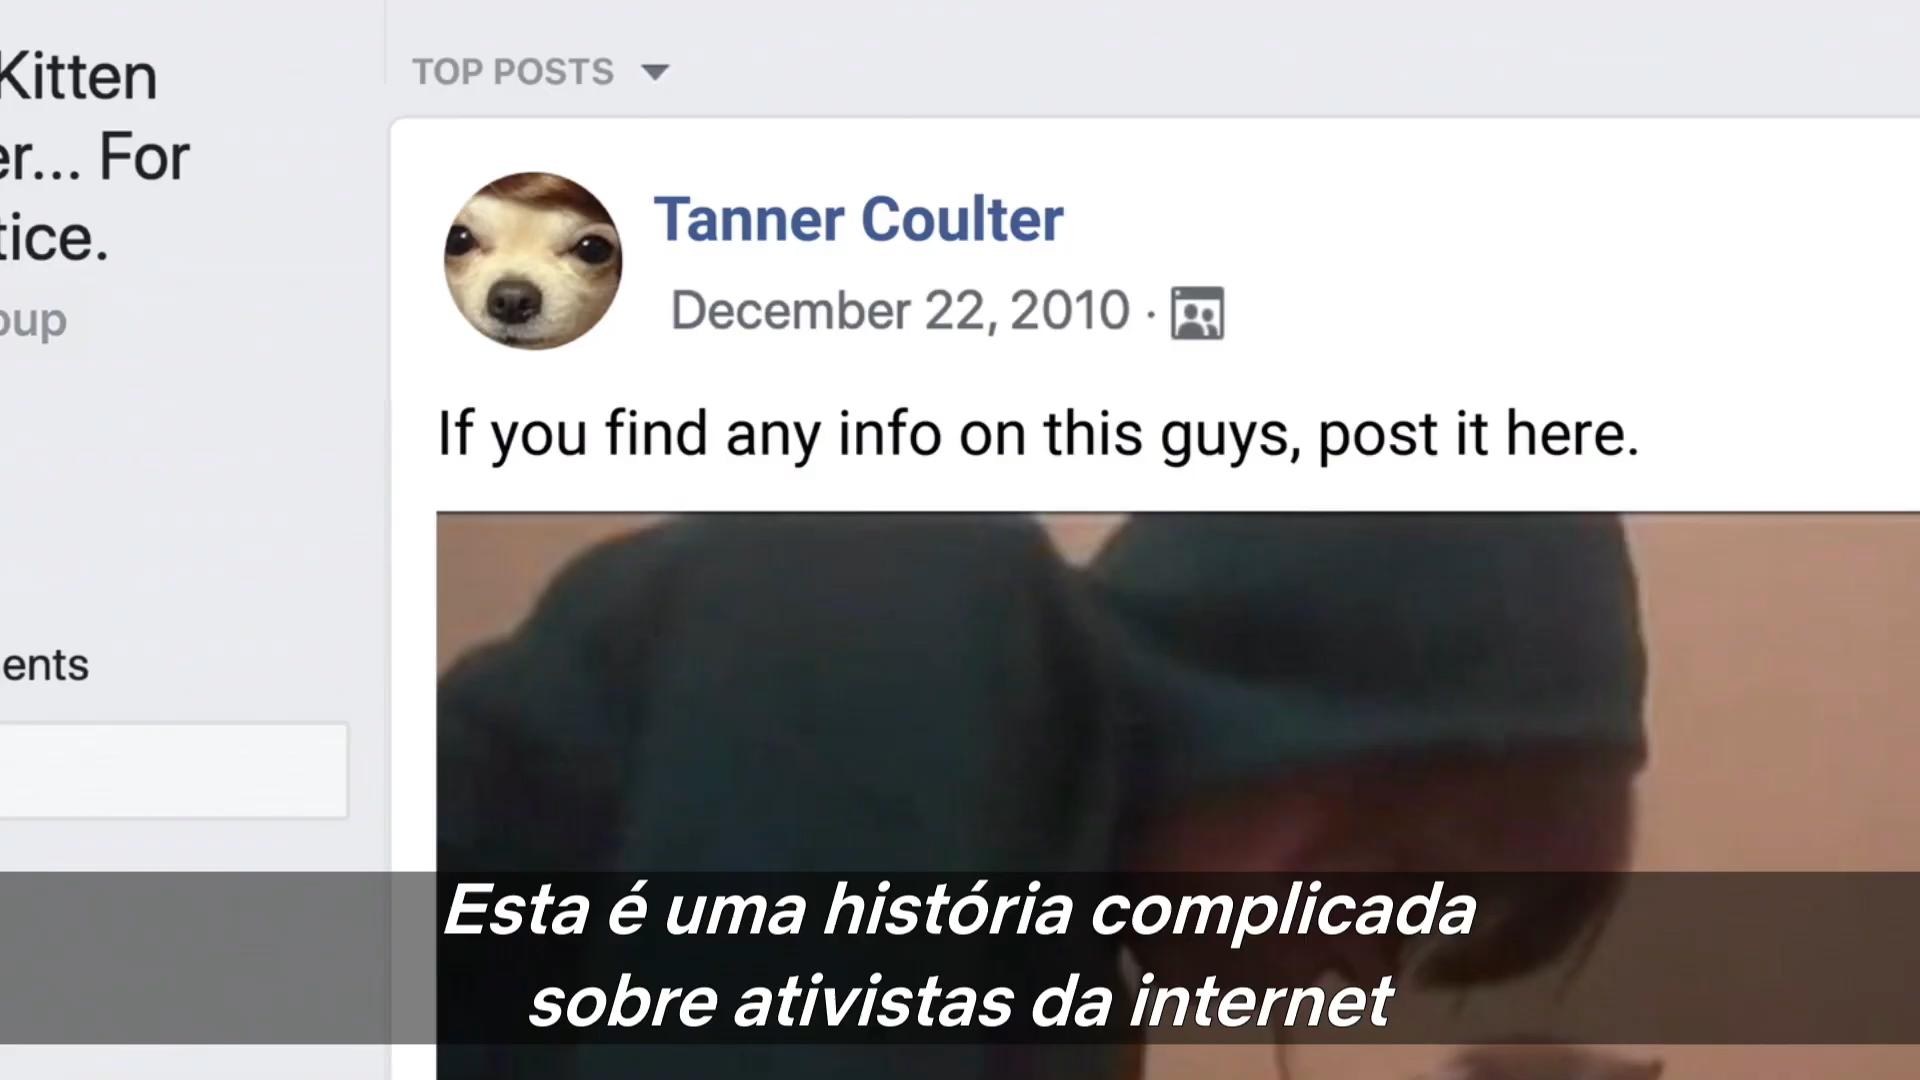 Kitten
er... For
tice.
oup
ents
TOP POSTS
Tanner Coulter
December 22, 2010 ·
If you find any info on this guys, post it here.
Esta é uma história complicada
sobre ativistas da internet